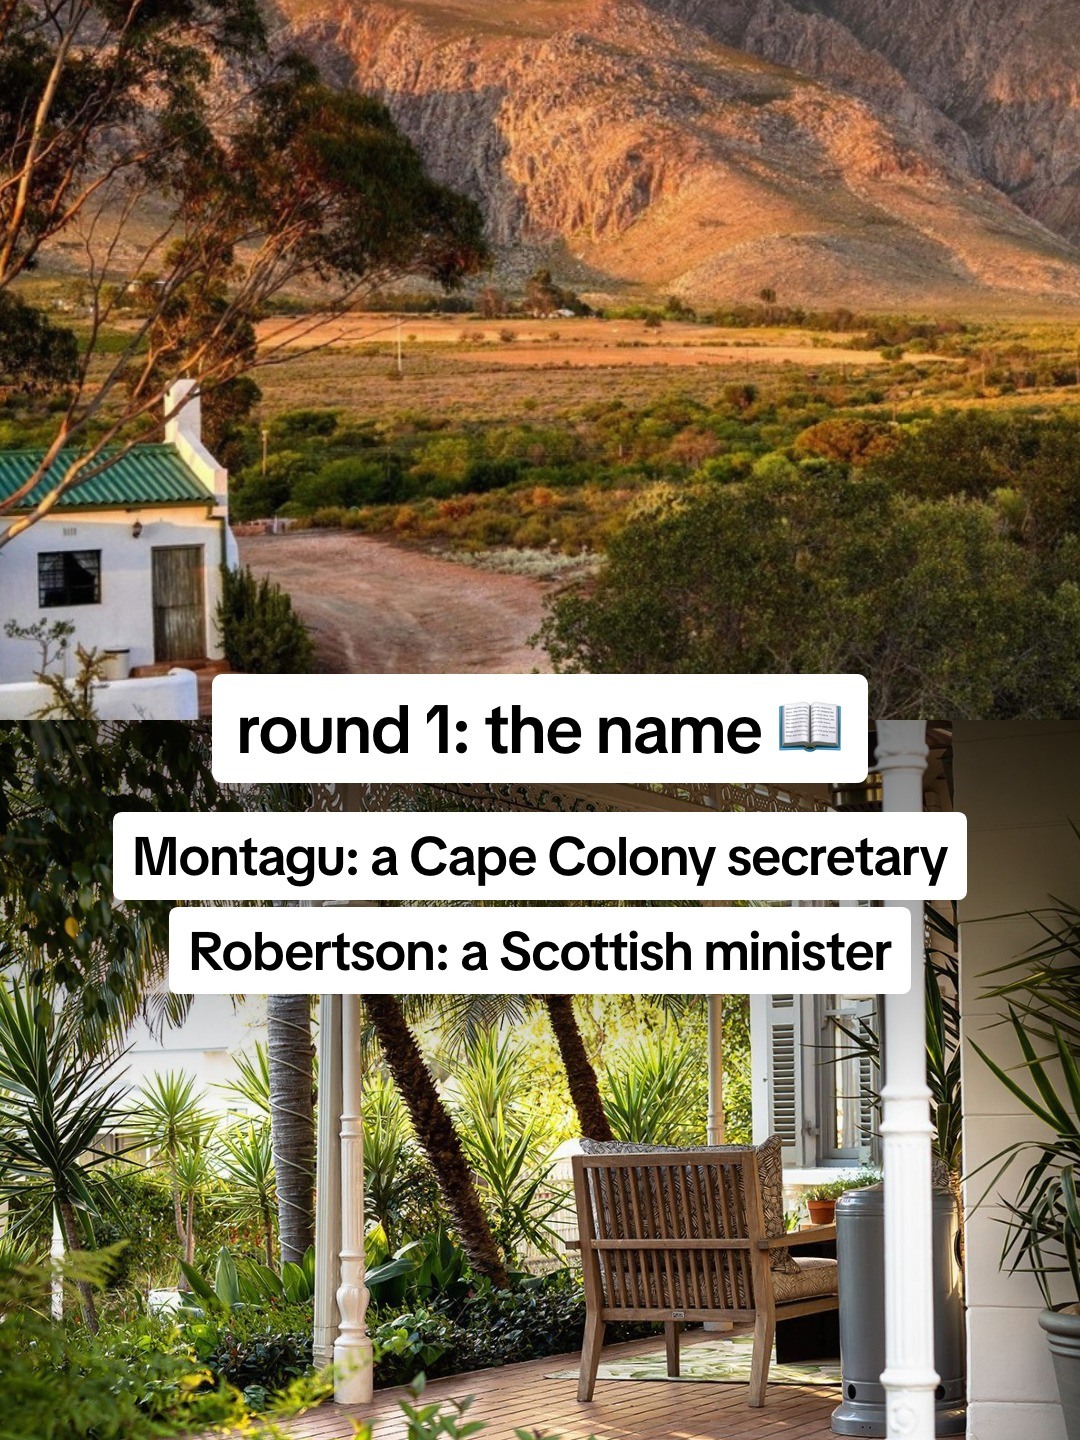 round 1: the name 📖
Montagu: a Cape Colony secretary
Robertson: a Scottish minister